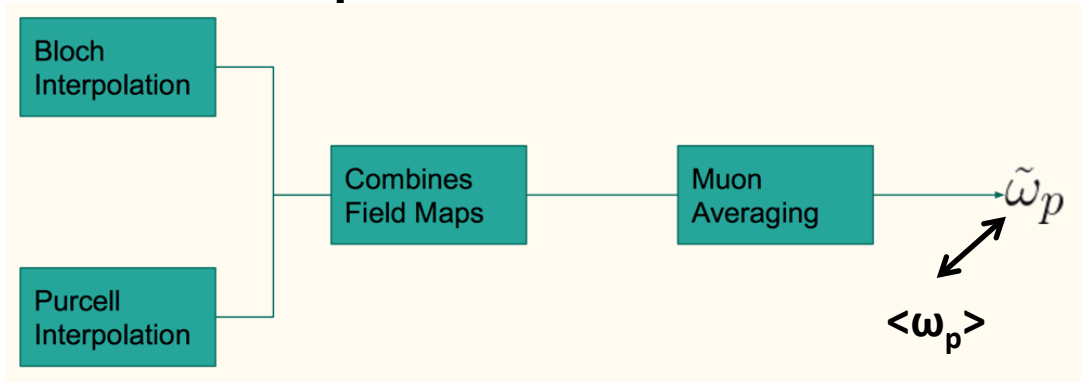 Bloch
Interpolation
Combines
Field Maps
Muon
Averaging
ω̃p
<ωp>
Purcell
Interpolation